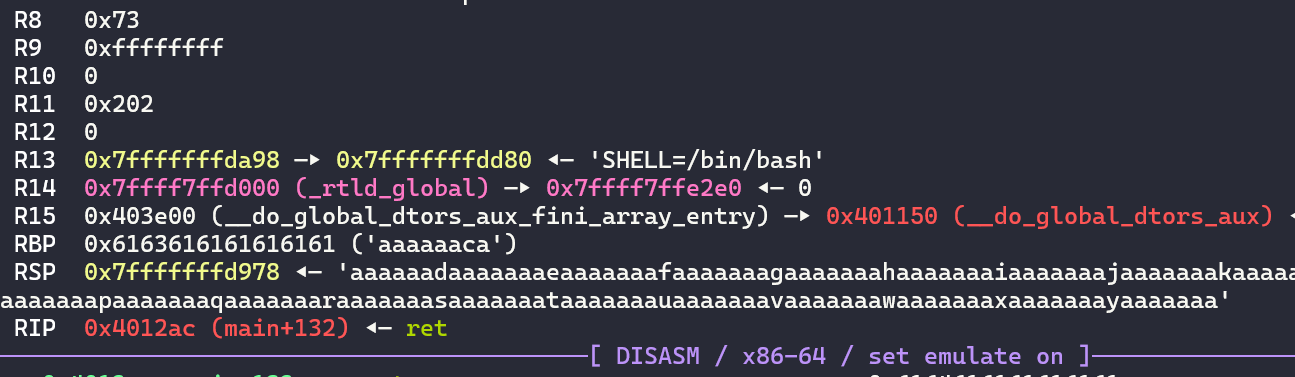 R8 0x73
R9 0xffffffff
R10 0
R11 0x202
R12 0
R13 0x7fffffffda98 —▸ 0x7fffffffdd80 ◂— 'SHELL=/bin/bash'
R14 0x7ffff7ffd000 (_rtld_global) —▸ 0x7ffff7ffe2e0 ◂— 0
R15 0x403e00 (__do_global_dtors_aux_fini_array_entry) —▸ 0x401150 (__do_global_dtors_aux)
RBP 0x6163616161616161 ('aaaaaaca')
RSP 0x7fffffffd978 ◂— 'aaaaaadaaaaaaaeaaaaaaafaaaaaaagaaaaaaahaaaaaaaiaaaaaaajaaaaaaakaaaaa
aaaaaaapaaaaaaaqaaaaaaaraaaaaaasaaaaaaataaaaaaauaaaaaaavaaaaaaawaaaaaaaxaaaaaaayaaaaaaa'
RIP 0x4012ac (main+132) ◂— ret
[ DISASM / x86-64 / set emulate on ]